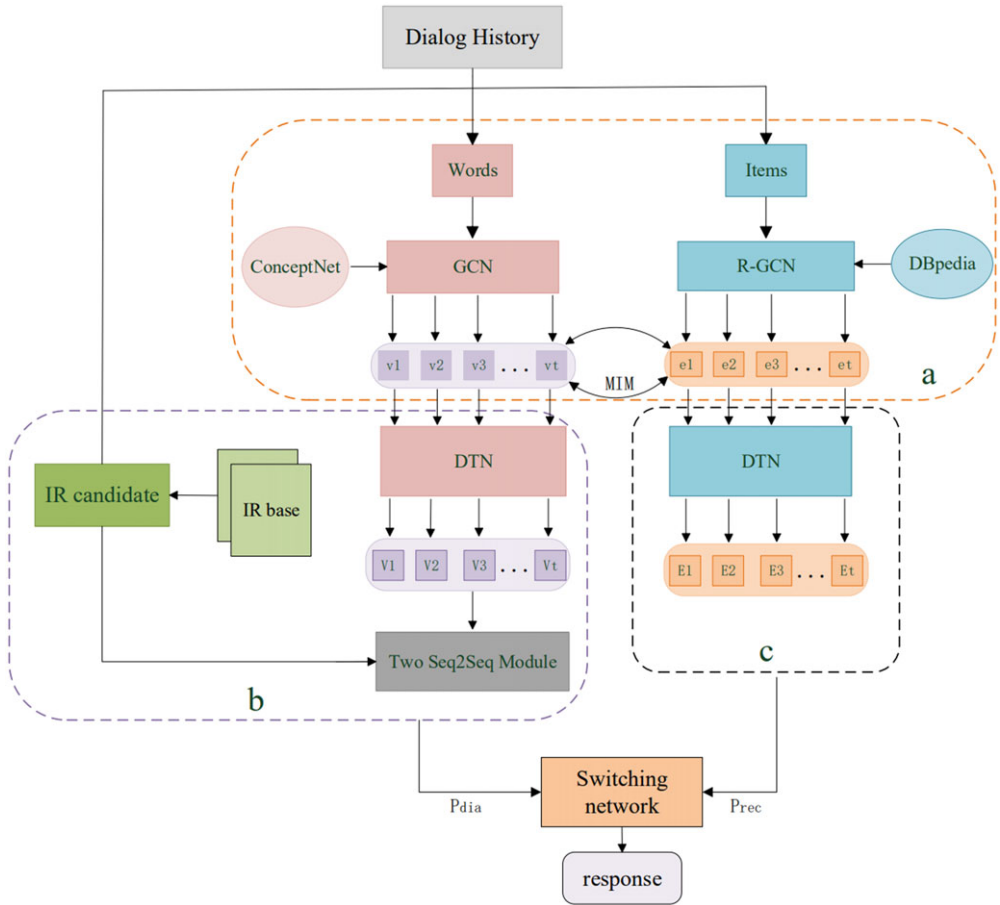 Dialog History
Words
Items
ConceptNet
GCN
R-GCN
DBpedia
v1 v2 v3 ... vt
MIM
e1 e2 e3 ... et
a
IR candidate
IR base
DTN
DTN
V1 V2 V3 ... Vt
E1 E2 E3 ... Et
Two Seq2Seq Module
b
c
Pdia
Switching
network
Prec
response